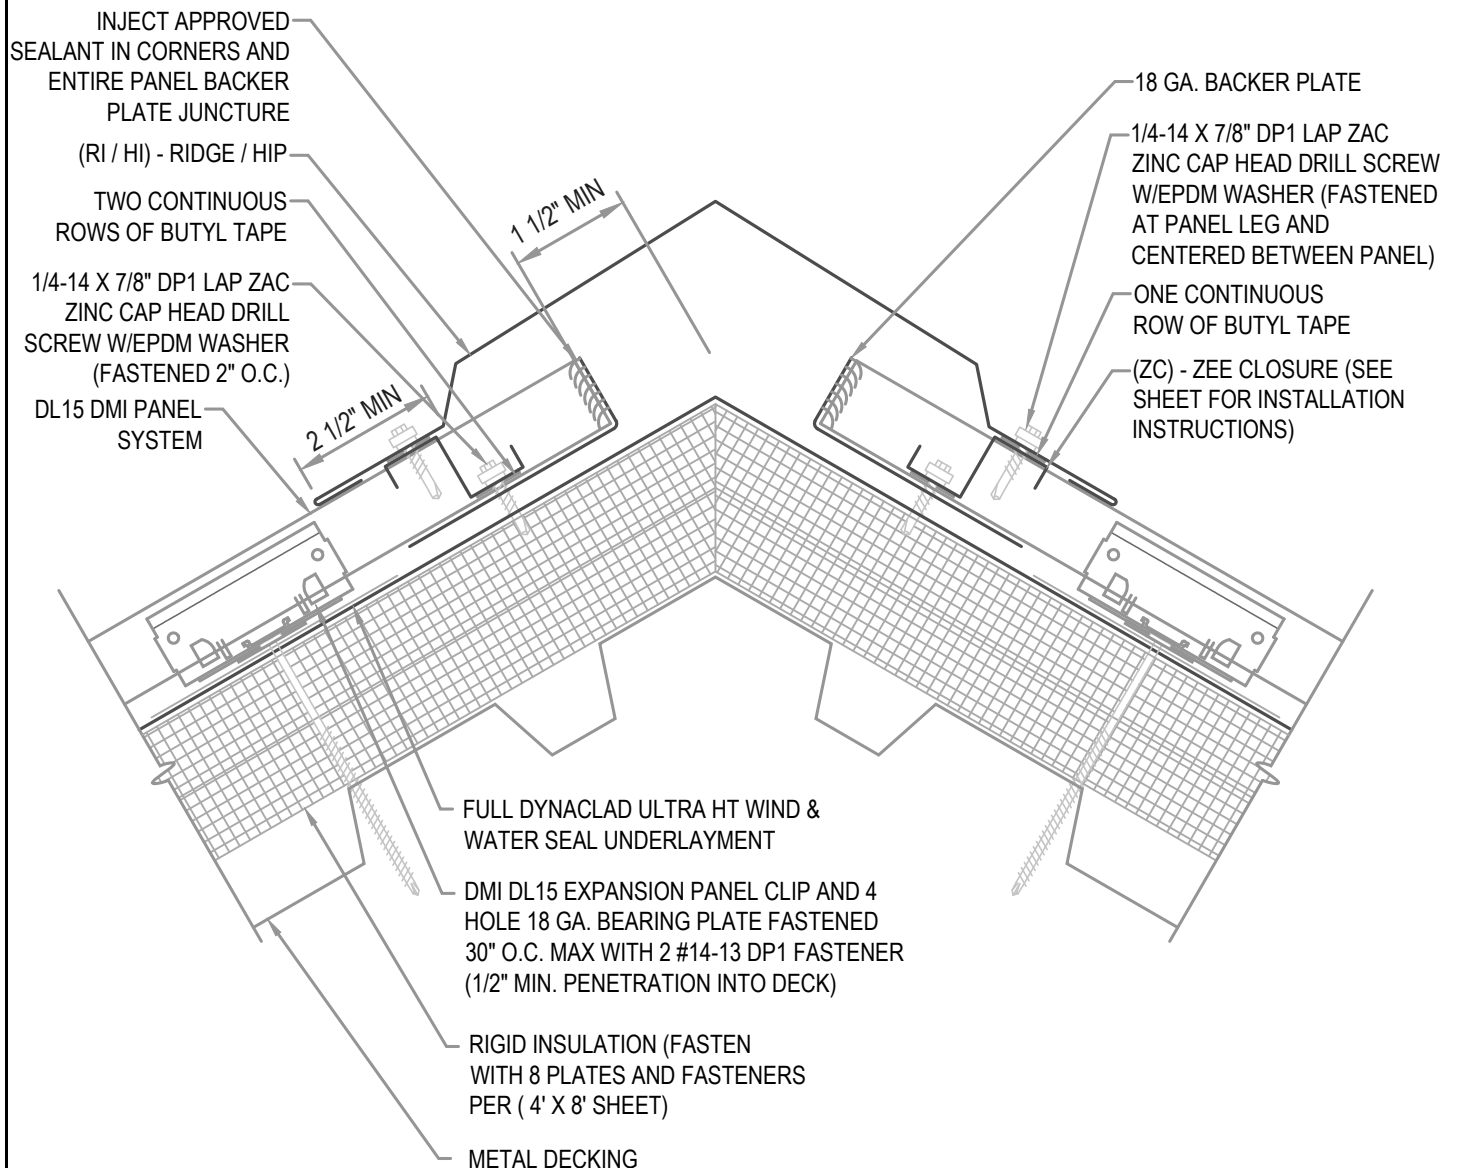 INJECT APPROVED
SEALANT IN CORNERS AND
ENTIRE PANEL BACKER
PLATE JUNCTURE
(RI / HI) - RIDGE / HIP
TWO CONTINUOUS
ROWS OF BUTYL TAPE
1/4-14 X 7/8" DP1 LAP ZAC
ZINC CAP HEAD DRILL
SCREW W/EPDM WASHER
(FASTENED 2" O.C.)
DL15 DMI PANEL
SYSTEM
2 1/2" MIN
1 1/2" MIN
18 GA. BACKER PLATE
1/4-14 X 7/8" DP1 LAP ZAC
ZINC CAP HEAD DRILL SCREW
W/EPDM WASHER (FASTENED
AT PANEL LEG AND
CENTERED BETWEEN PANEL)
ONE CONTINUOUS
ROW OF BUTYL TAPE
(ZC) - ZEE CLOSURE (SEE
SHEET FOR INSTALLATION
INSTRUCTIONS)
FULL DYNACLAD ULTRA HT WIND &
WATER SEAL UNDERLAYMENT
DMI DL15 EXPANSION PANEL CLIP AND 4
HOLE 18 GA. BEARING PLATE FASTENED
30" O.C. MAX WITH 2 #14-13 DP1 FASTENER
(1/2" MIN. PENETRATION INTO DECK)
RIGID INSULATION (FASTEN
WITH 8 PLATES AND FASTENERS
PER ( 4' X 8' SHEET)
METAL DECKING